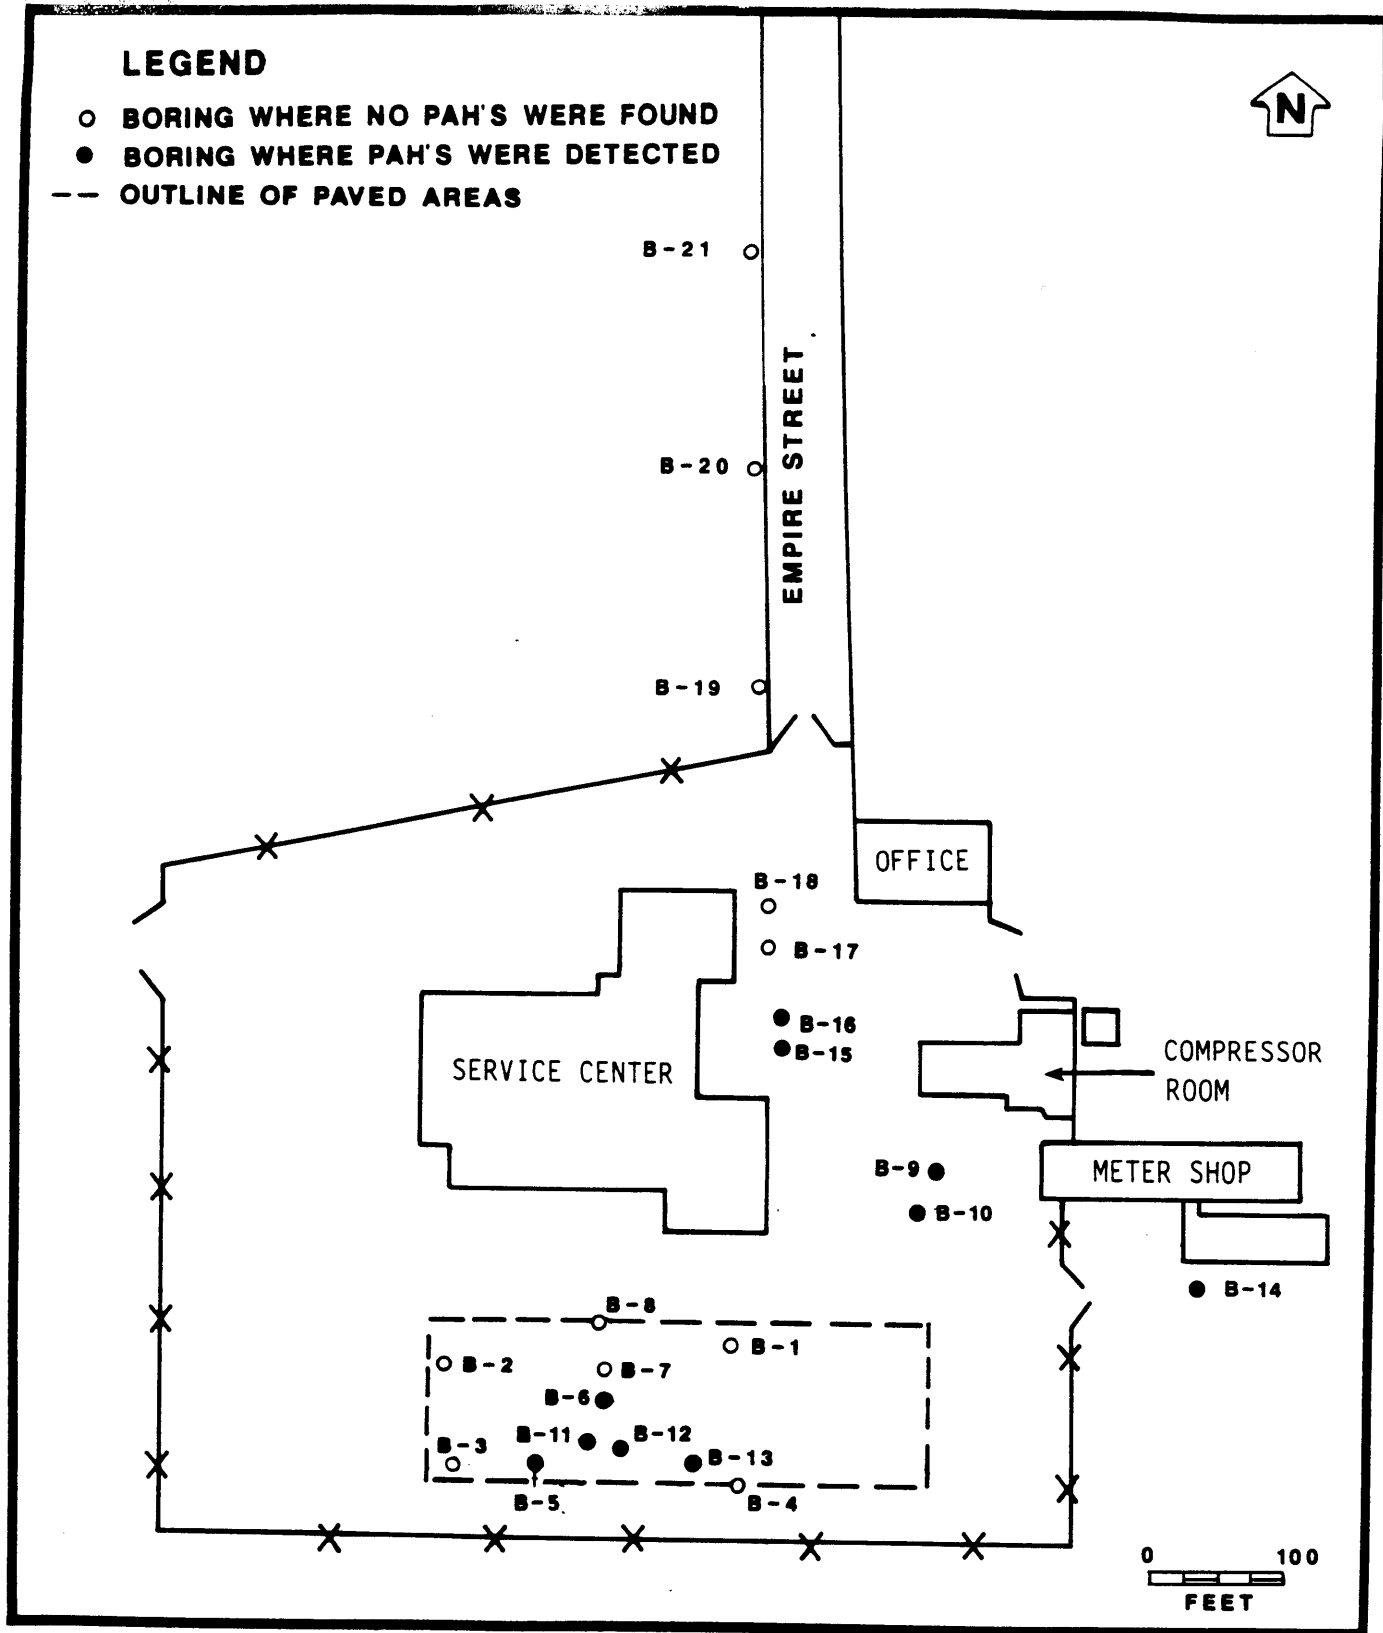 LEGEND
BORING WHERE NO PAH'S WERE FOUND
BORING WHERE PAH'S WERE DETECTED
OUTLINE OF PAVED AREAS
N
B-21
B-20
EMPIRE STREET
B-19
OFFICE
B-18
B-17
B-16
B-15
SERVICE CENTER
COMPRESSOR
ROOM
B-9
METER SHOP
B-10
B-14
B-8
B-1
B-2
B-7
B-6
B-11
B-12
B-3
B-13
B-5
B-4
0 100
FEET